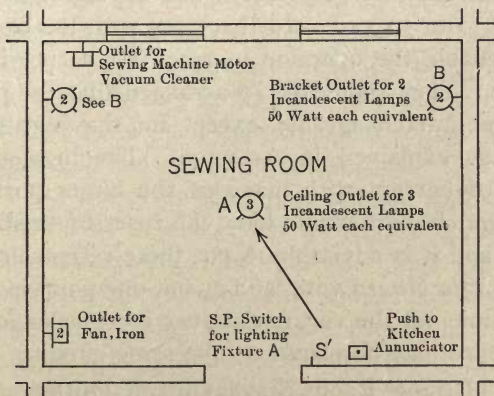 Outlet for
Sewing Machine Motor
Vacuum Cleaner
B
2 See B
Bracket Outlet for 2
Incandescent Lamps
50 Watt each equivalent
2
SEWING ROOM
A 3
Ceiling Outlet for 3
Incandescent Lamps
50 Watt each equivalent
2
Outlet for
Fan, Iron
S.P. Switch
for lighting
Fixture A
S'
Push to
Kitchen
Annunciator